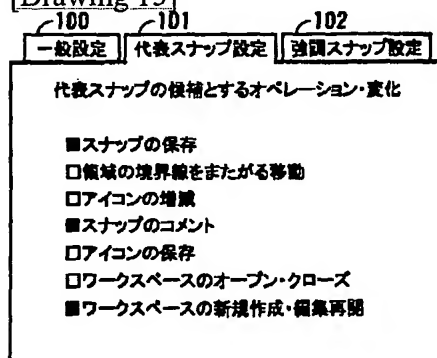 [Drawing 15]
100 101 102
一般設定 代表スナップ設定 強調スナップ設定
代表スナップの候補とするオペレーション・変化
■スナップの保存
□領域の境界線をまたがる移動
□アイコンの増減
■スナップのコメント
□アイコンの保存
□ワークスペースのオープン・クローズ
■ワークスペースの新規作成・編集再開